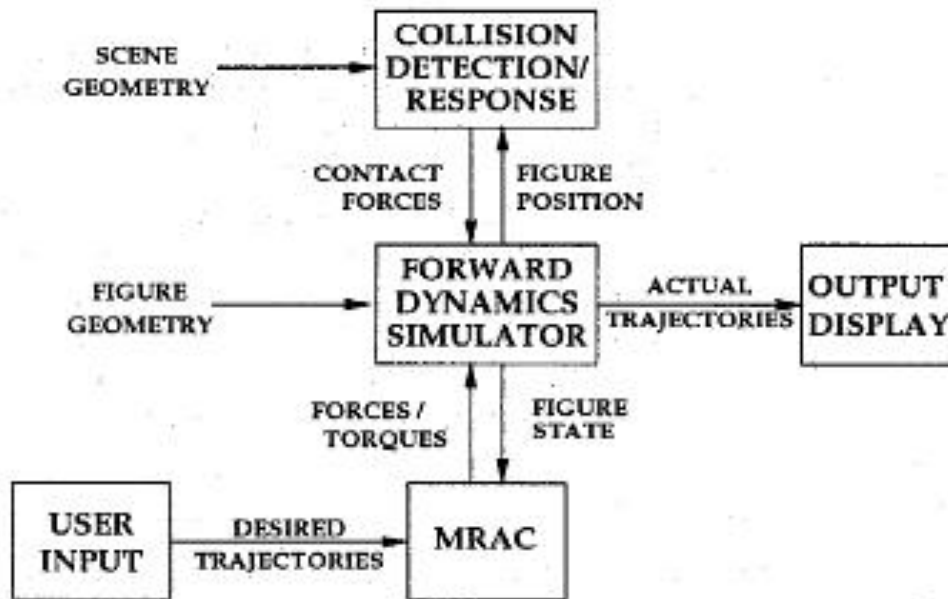 COLLISION
DETECTION/
RESPONSE
SCENE
GEOMETRY
CONTACT
FORCES
FIGURE
POSITION
FIGURE
GEOMETRY
FORWARD
DYNAMICS
SIMULATOR
ACTUAL
TRAJECTORIES
OUTPUT
DISPLAY
FORCES /
TORQUES
FIGURE
STATE
USER
INPUT
DESIRED
TRAJECTORIES
MRAC